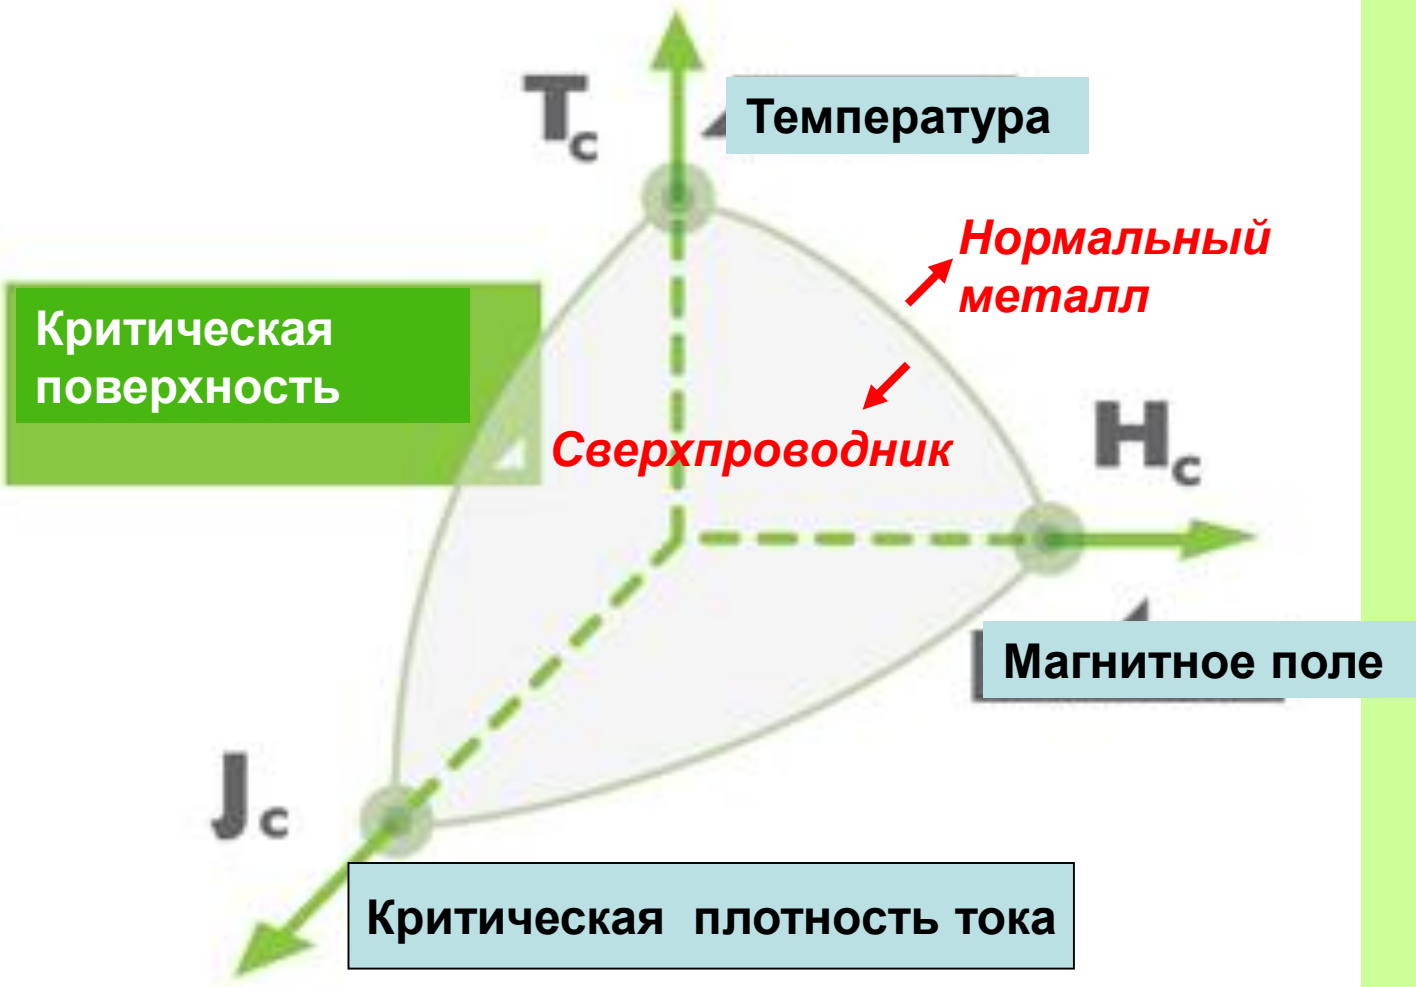 Tc
Температура
Нормальный
металл
Критическая
поверхность
Сверхпроводник
Hc
Магнитное поле
Jc
Критическая плотность тока